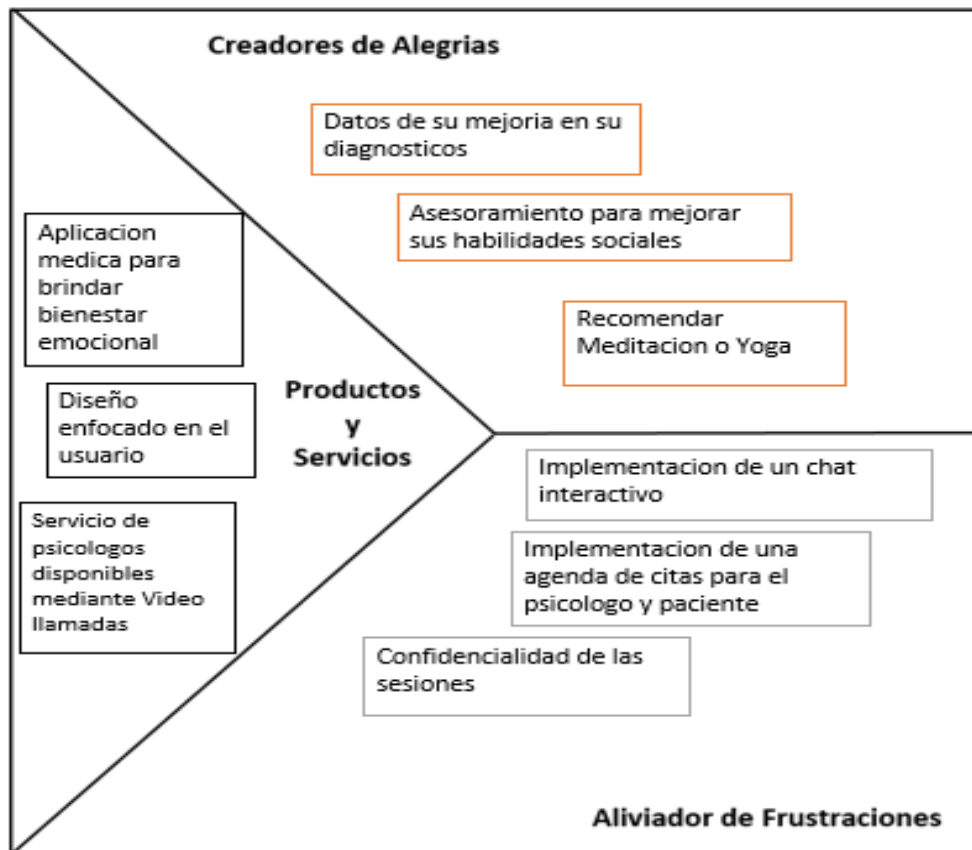 Creadores de Alegrias
Datos de su mejoria en su
diagnosticos
Asesoramiento para mejorar
sus habilidades sociales
Recomendar
Meditacion o Yoga
Aplicacion
medica para
brindar
bienestar
emocional
Diseño
enfocado en el
usuario
Servicio de
psicologos
disponibles
mediante Video
llamadas
Productos
y
Servicios
Implementacion de un chat
interactivo
Implementacion de una
agenda de citas para el
psicologo y paciente
Confidencialidad de las
sesiones
Aliviador de Frustraciones